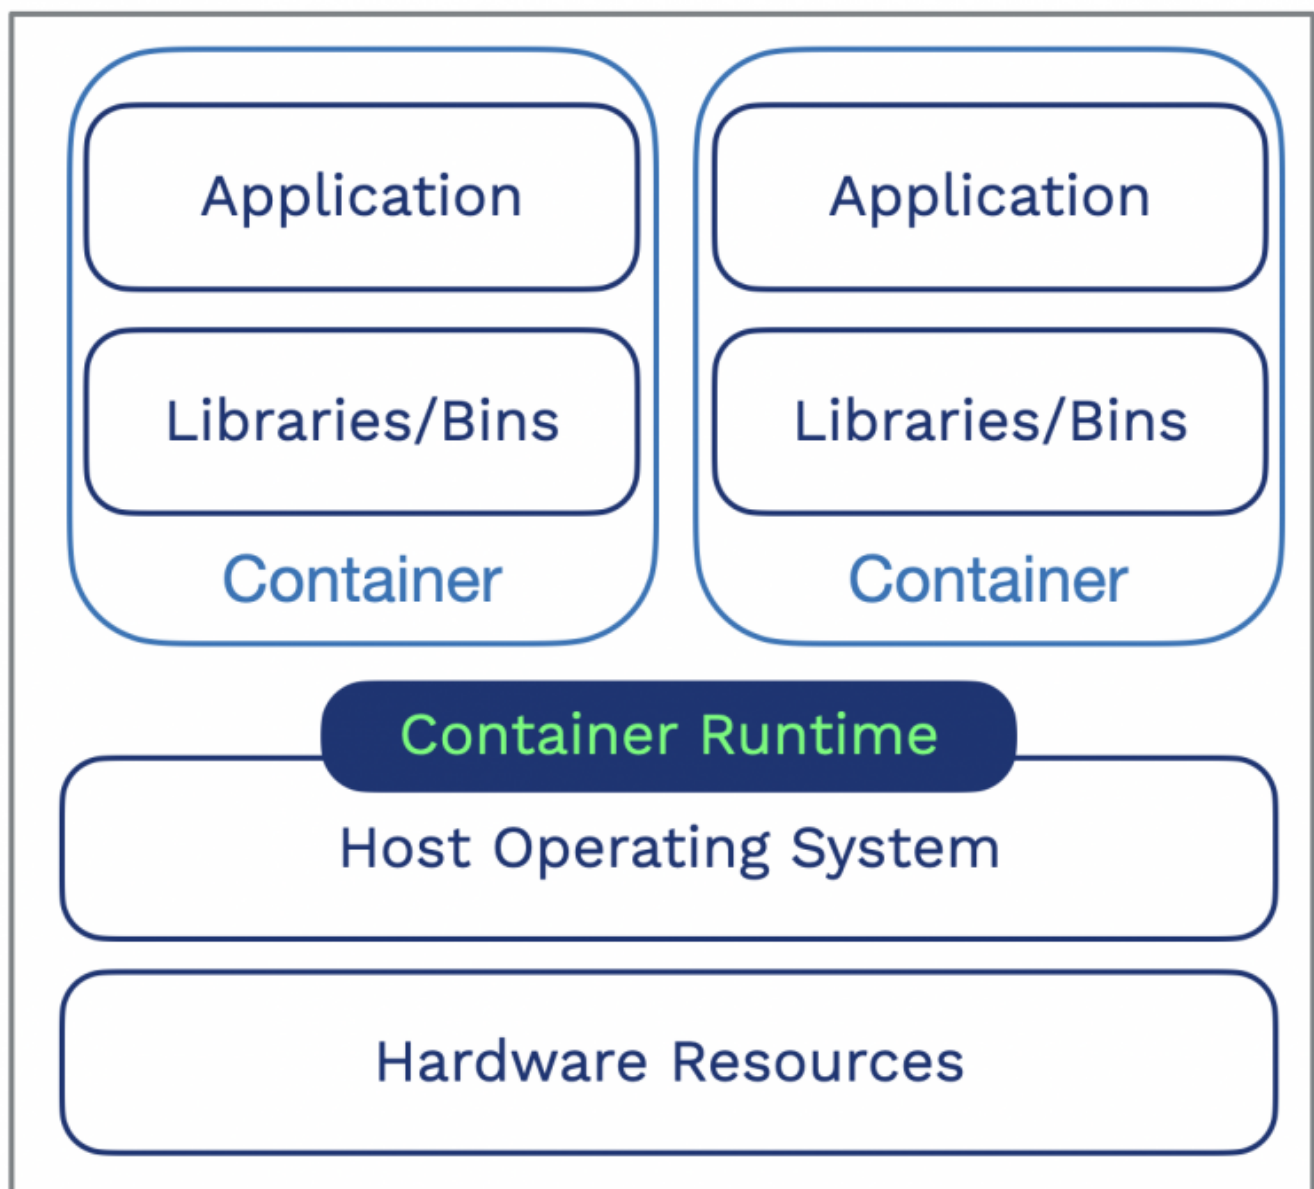 Application
Application
Libraries/Bins
Libraries/Bins
Container
Container
Container Runtime
Host Operating System
Hardware Resources